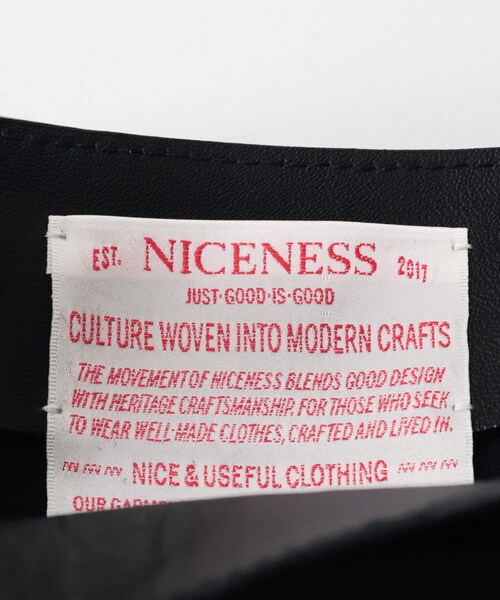 EST. NICENESS 2017
JUST·GOOD·IS·GOOD
CULTURE WOVEN INTO MODERN CRAFTS
THE MOVEMENT OF NICENESS BLENDS GOOD DESIGN
WITH HERITAGE CRAFTSMANSHIP. FOR THOSE WHO SEEK
TO WEAR WELL-MADE CLOTHES, CRAFTED AND LIVED IN.
NICE & USEFUL CLOTHING
OUR